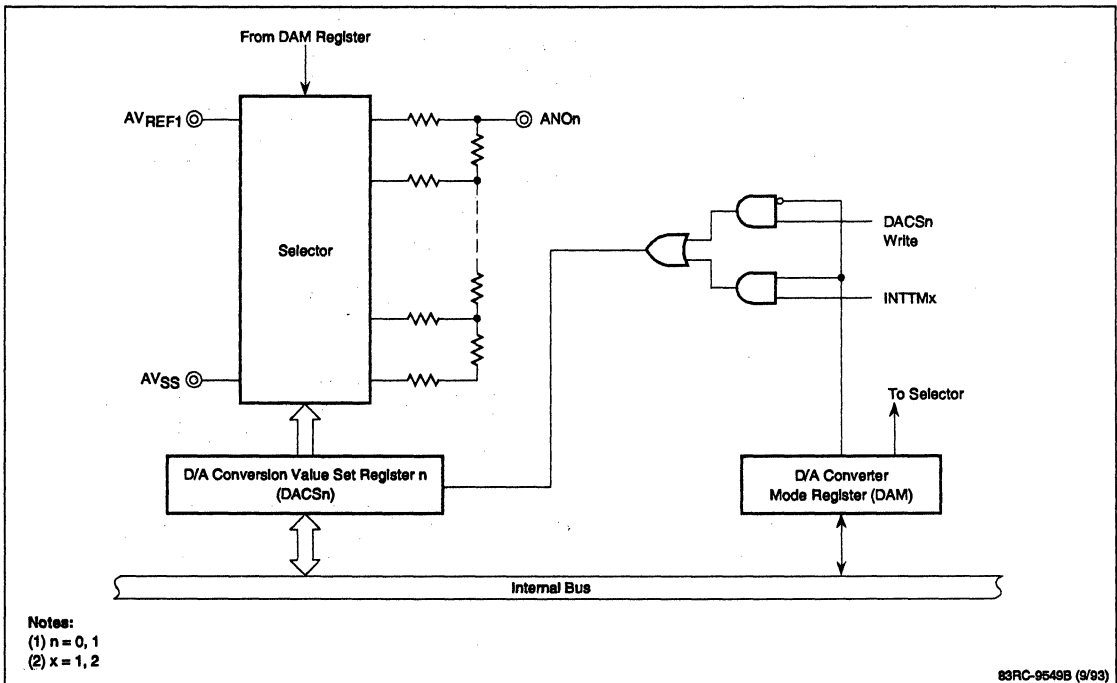 From DAM Register
AVREF1
ANOn
Selector
DACSn
Write
INTTMx
AVSS
To Selector
D/A Conversion Value Set Register n
(DACSn)
D/A Converter
Mode Register (DAM)
Internal Bus
Notes:
(1) n = 0, 1
(2) x = 1, 2
83RC-9549B (9/93)